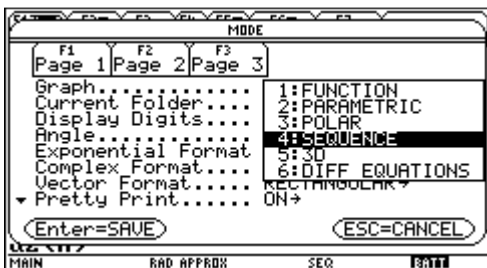 MODE
F1 F2 F3
Page 1 Page 2 Page 3
Graph.............. 1:FUNCTION
Current Folder.... 2:PARAMETRIC
Display Digits.... 3:POLAR
Angle.............. 4:SEQUENCE
Exponential Format 5:3D
Complex Format..... 6:DIFF EQUATIONS
Vector Format.....
Pretty Print...... ON→
Enter=SAVE ESC=CANCEL
MAIN RAD APPROX SEQ BATT